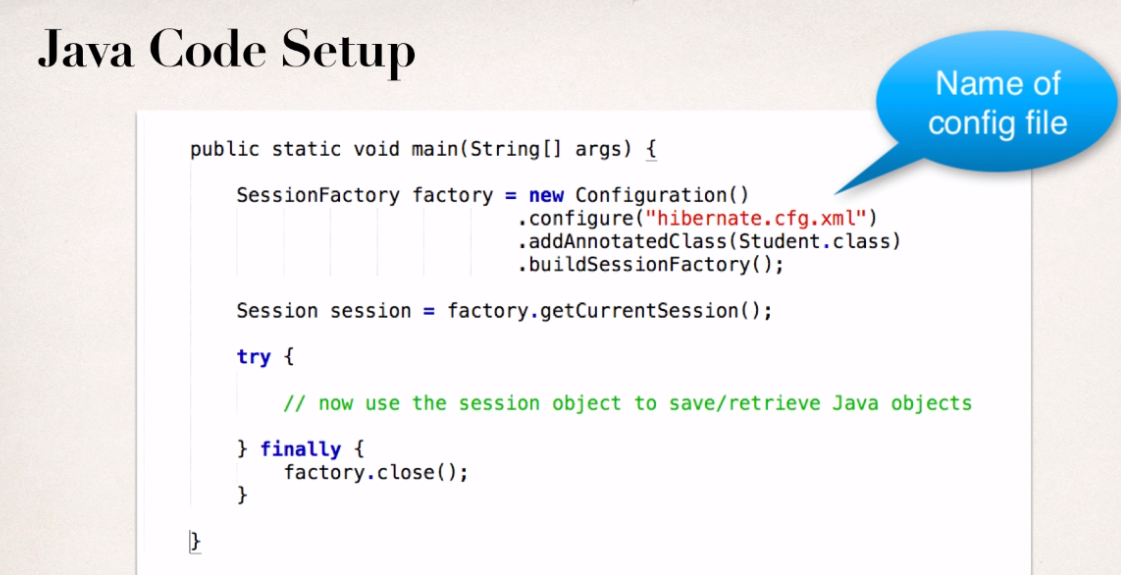 Java Code Setup
Name of
config file
public static void main(String[] args) {
SessionFactory factory = new Configuration()
.configure("hibernate.cfg.xml")
.addAnnotatedClass(Student.class)
.buildSessionFactory();
Session session = factory.getCurrentSession();
try {
// now use the session object to save/retrieve Java objects
} finally {
factory.close();
}
}